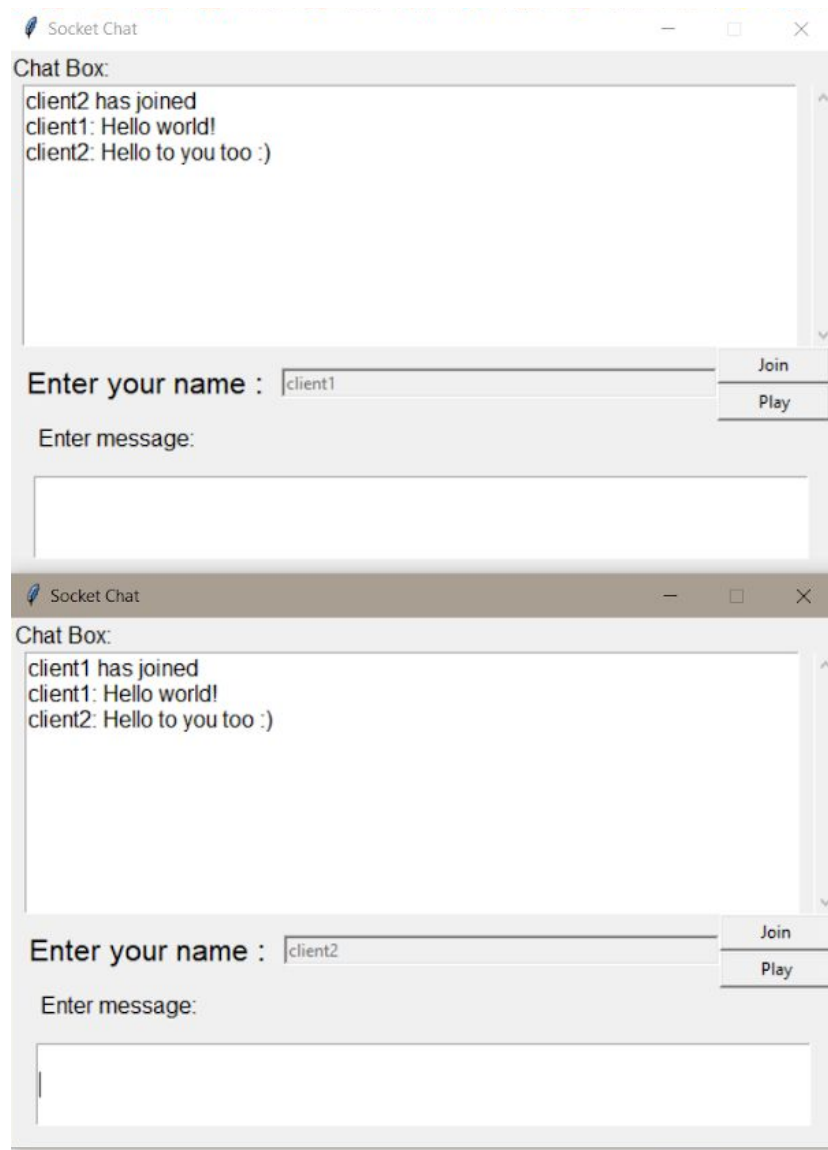 Socket Chat
Chat Box:
client2 has joined
client1: Hello world!
client2: Hello to you too :)
Join
Enter your name : client1
Play
Enter message:
Socket Chat
Chat Box:
client1 has joined
client1: Hello world!
client2: Hello to you too :)
Join
Enter your name : client2
Play
Enter message: